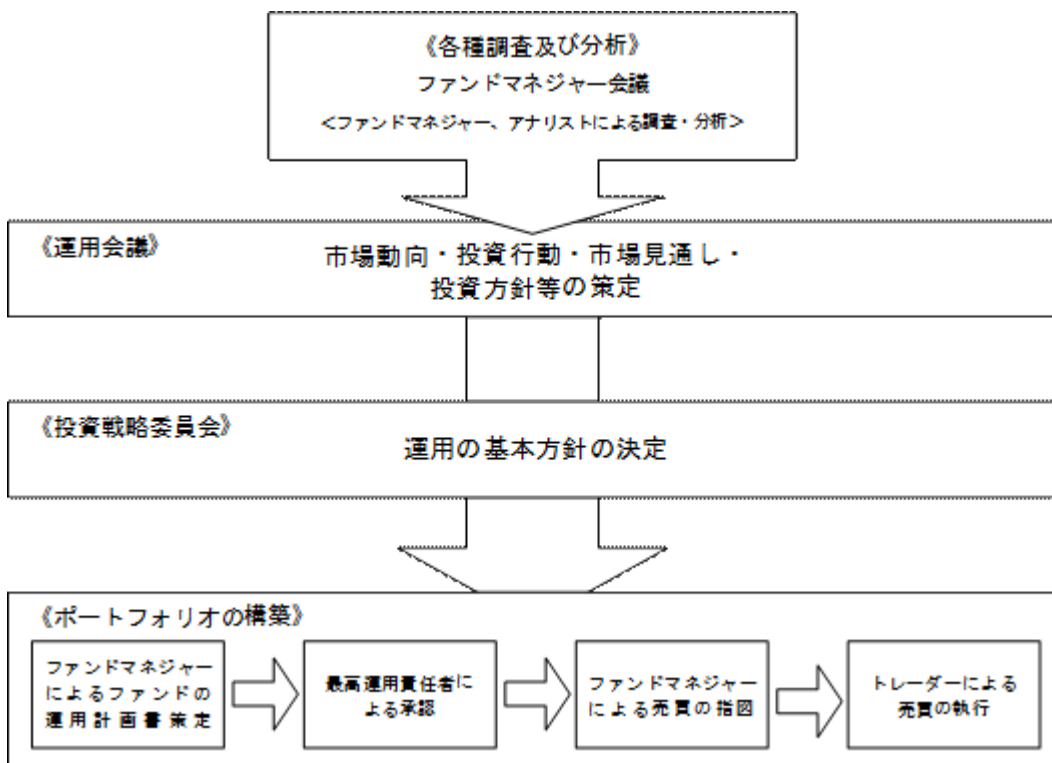 《各種調査及び分析》
ファンドマネジャー会議
＜ファンドマネジャー、アナリストによる調査・分析＞
《運用会議》
市場動向・投資行動・市場見通し・
投資方針等の策定
《投資戦略委員会》
運用の基本方針の決定
《ポートフォリオの構築》
ファンドマネジャー
によるファンドの
運用計画書策定
最高運用責任者に
よる承認
ファンドマネジャー
による売買の指図
トレーダーによる
売買の執行